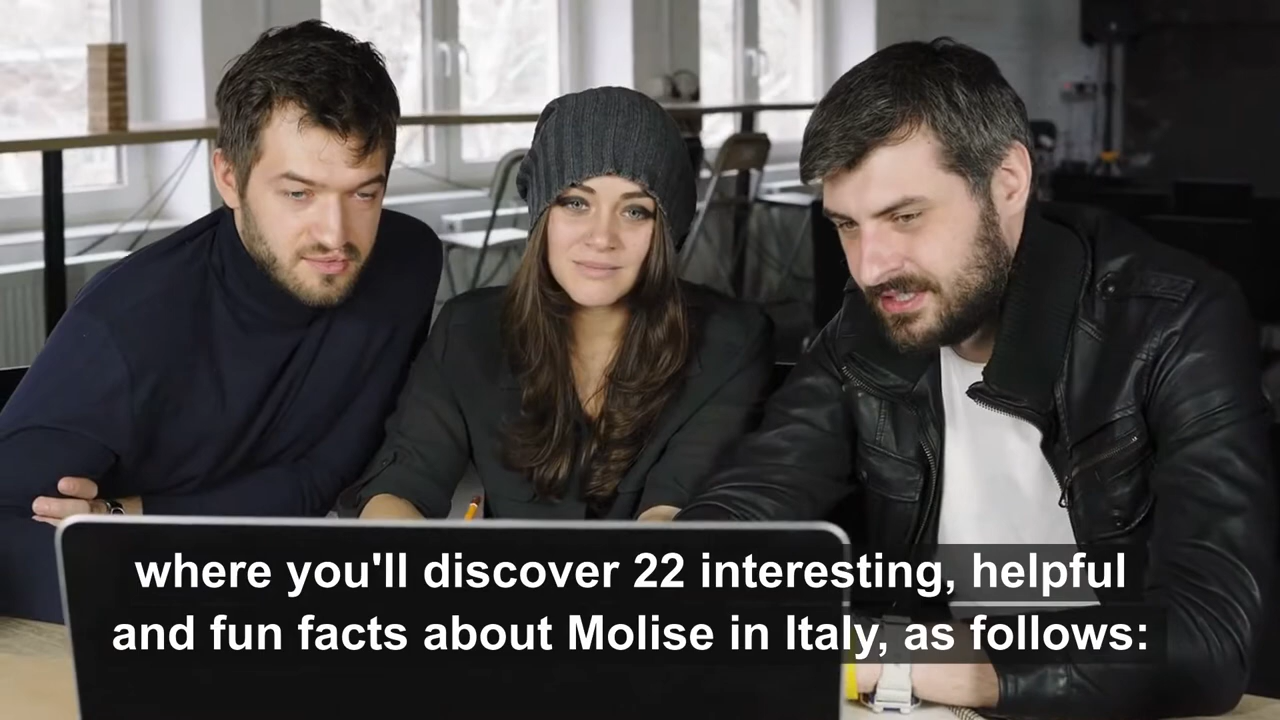 where you'll discover 22 interesting, helpful
and fun facts about Molise in Italy, as follows: